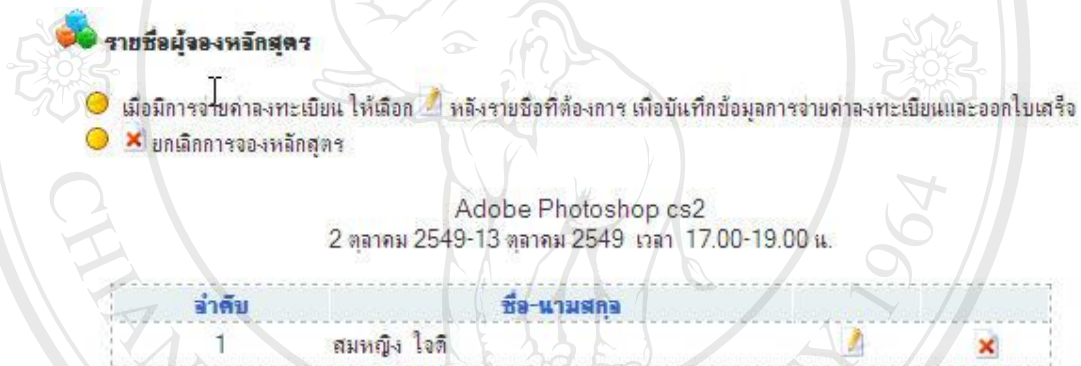 รายชื่อผู้จองหลักสูตร
เมื่อมีการจ่ายค่าลงทะเบียน ให้เลือก หลังรายชื่อที่ต้องการ เพื่อบันทึกข้อมูลการจ่ายค่าลงทะเบียนและออกใบเสร็จ
ยกเลิกการจองหลักสูตร
Adobe Photoshop cs2
2 ตุลาคม 2549-13 ตุลาคม 2549 เวลา 17.00-19.00 น.
ลำดับ ชื่อ-นามสกุล
1 สมหญิง ใจดี
CHIAN
1964